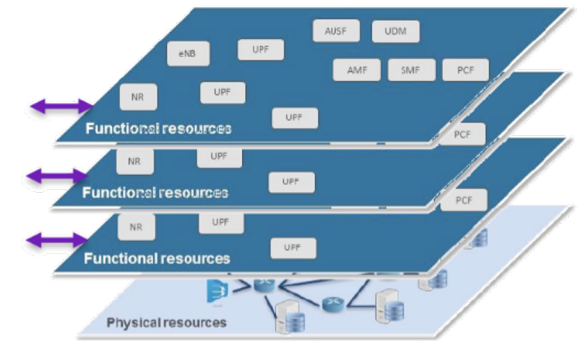 AUSF UDM
eNB UPF
AMF SMF PCF
NR UPF
UPF
Functional resources
PCF
NR UPF
UPF
Functional resources
PCF
NR UPF
UPF
Functional resources
Physical resources